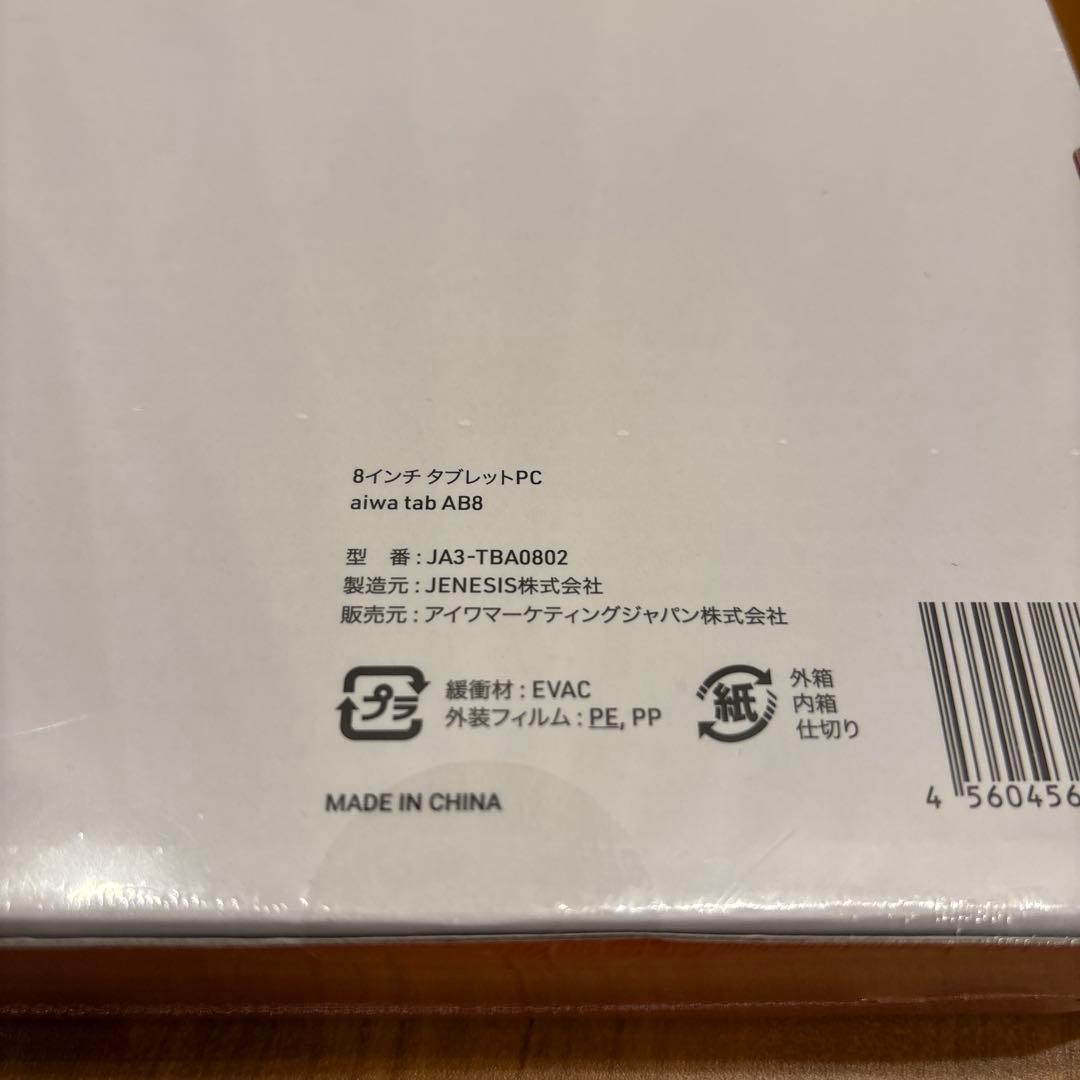 8インチ タブレットPC
aiwa tab AB8
型　番 : JA3-TBA0802
製造元 : JENESIS株式会社
販売元 : アイワマーケティングジャパン株式会社
プラ
緩衝材 : EVAC
外装フィルム : PE, PP
紙
外箱
内箱
仕切り
MADE IN CHINA
4 560456